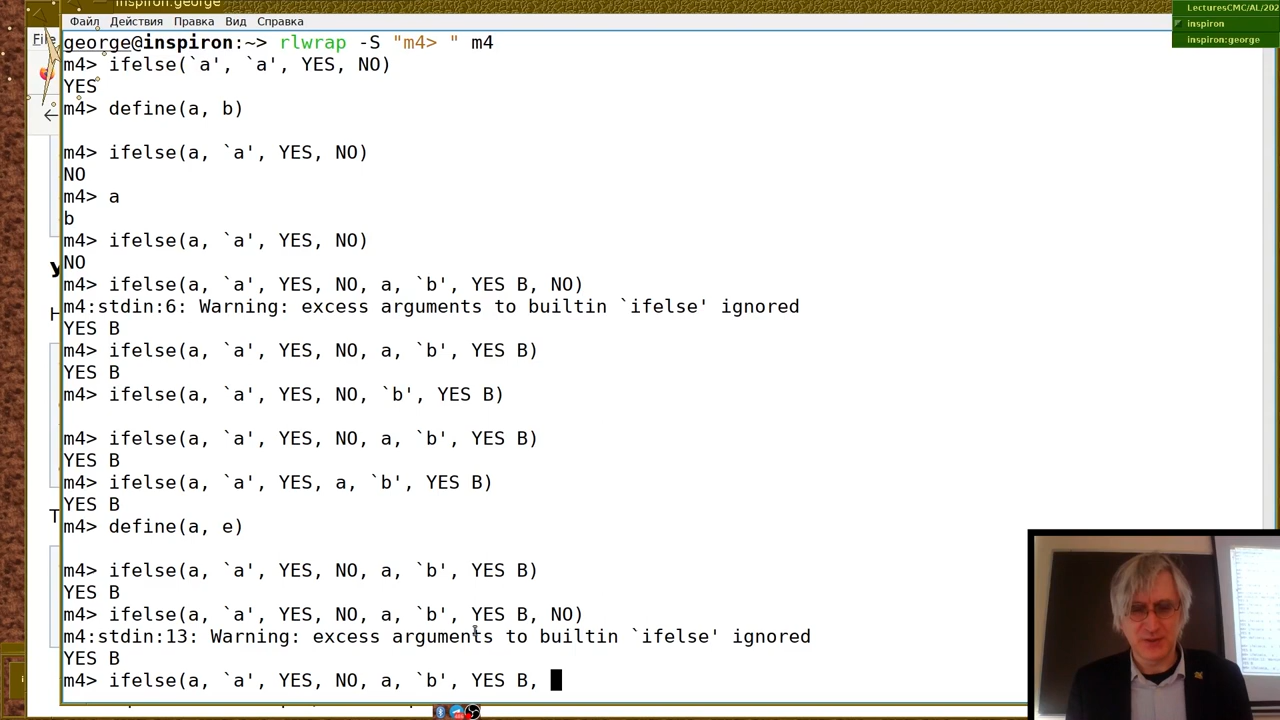 inspiron:george
LecturesCMC/AL/202
inspiron
inspiron:george
Файл Действия Правка Вид Справка
george@inspiron:~> rlwrap -S "m4> " m4
m4> ifelse(`a', `a', YES, NO)
YES
m4> define(a, b)
m4> ifelse(a, `a', YES, NO)
NO
m4> a
b
m4> ifelse(a, `a', YES, NO)
NO
m4> ifelse(a, `a', YES, NO, a, `b', YES B, NO)
m4:stdin:6: Warning: excess arguments to builtin `ifelse' ignored
YES B
m4> ifelse(a, `a', YES, NO, a, `b', YES B)
YES B
m4> ifelse(a, `a', YES, NO, `b', YES B)
m4> ifelse(a, `a', YES, NO, a, `b', YES B)
YES B
m4> ifelse(a, `a', YES, a, `b', YES B)
YES B
m4> define(a, e)
m4> ifelse(a, `a', YES, NO, a, `b', YES B)
YES B
m4> ifelse(a, `a', YES, NO, a, `b', YES B, NO)
m4:stdin:13: Warning: excess arguments to builtin `ifelse' ignored
YES B
m4> ifelse(a, `a', YES, NO, a, `b', YES B,